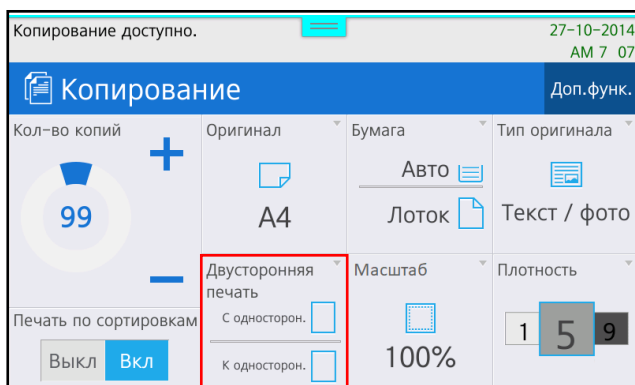 Копирование доступно.
27-10-2014
AM 7 07
Копирование
Доп.функ.
Кол-во копий
99
Оригинал
A4
Бумага
Авто
Лоток
Тип оригинала
Текст / фото
Печать по сортировкам
Выкл Вкл
Двусторонняя
печать
С односторон.
К односторон.
Масштаб
100%
Плотность
1 5 9